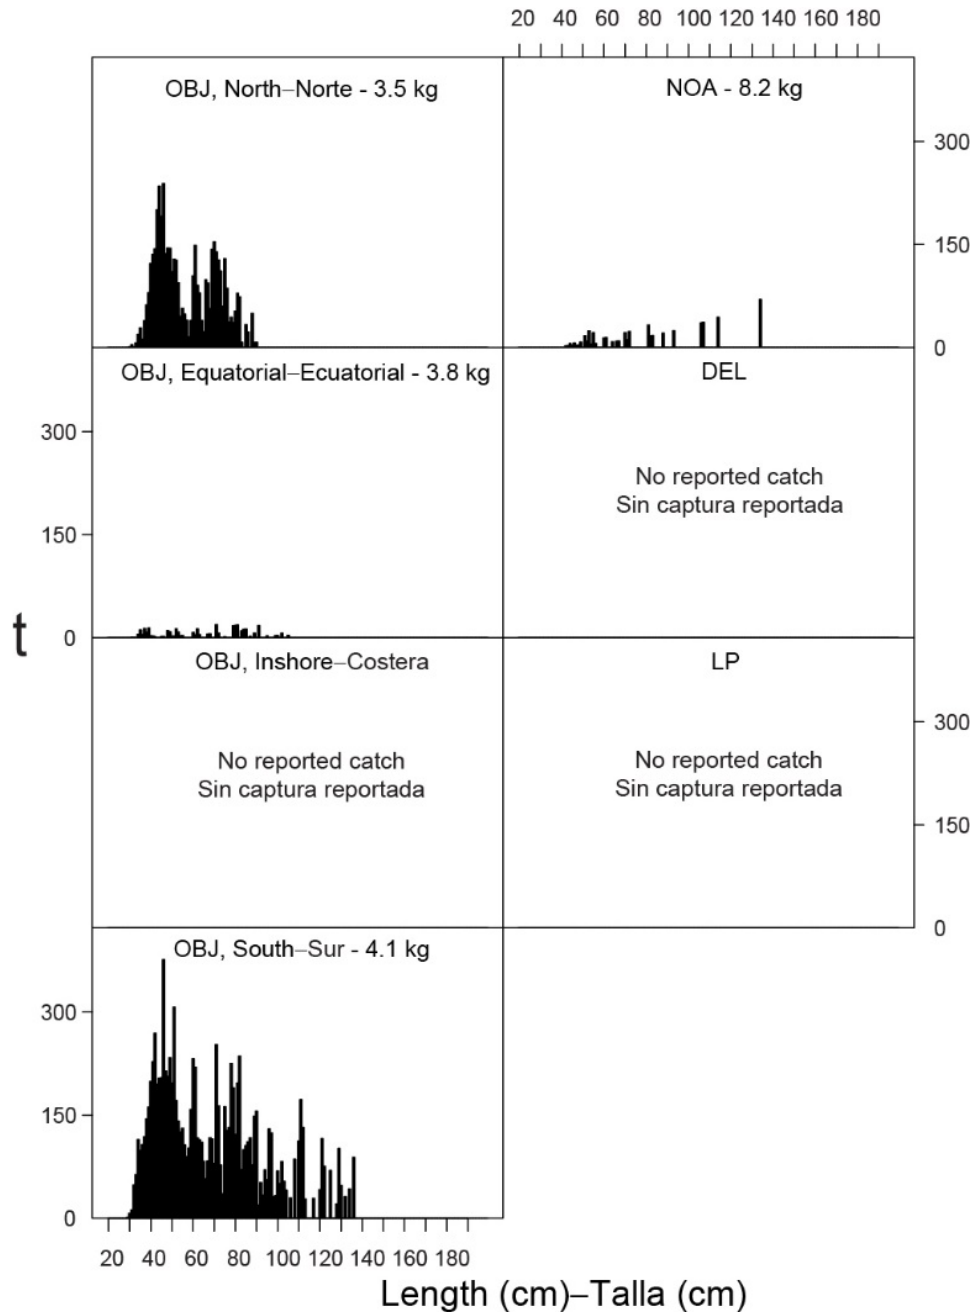 20 40 60 80 100 120 140 160 180
OBJ, North–Norte - 3.5 kg
NOA - 8.2 kg
300
150
0
OBJ, Equatorial–Ecuatorial - 3.8 kg
DEL
300
150
0
No reported catch
Sin captura reportada
t
OBJ, Inshore–Costera
LP
No reported catch
Sin captura reportada
No reported catch
Sin captura reportada
300
150
0
OBJ, South–Sur - 4.1 kg
300
150
0
20 40 60 80 100 120 140 160 180
Length (cm)–Talla (cm)